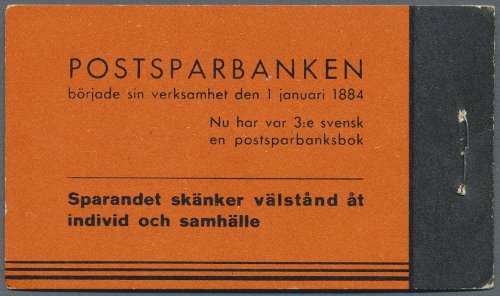 POSTSPARBANKEN
började sin verksamhet den 1 januari 1884
Nu har var 3:e svensk
en postsparbanksbok
Sparandet skänker välstånd åt
individ och samhälle